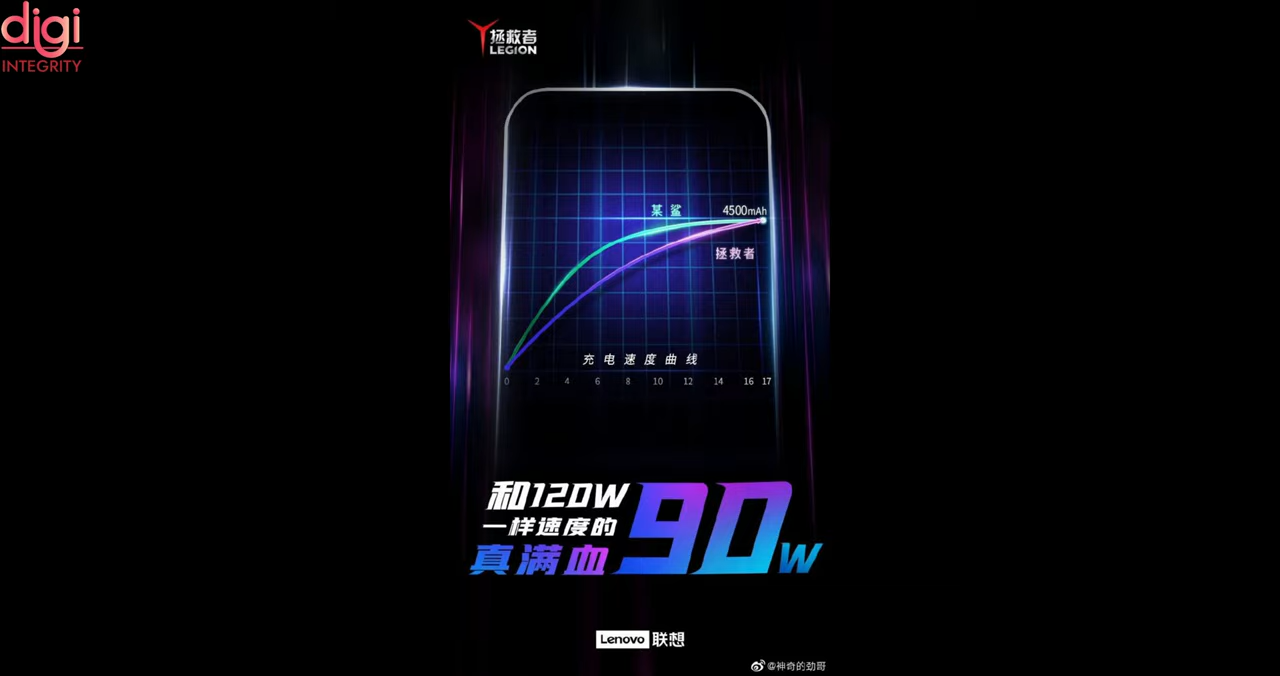 digi
INTEGRITY
拯救者
LEGION
某鲨
4500mAh
拯救者
充电速度曲线
0 2 4 6 8 10 12 14 16 17
和120W
一样速度的
真满血
90W
Lenovo 联想
@神奇的劲哥